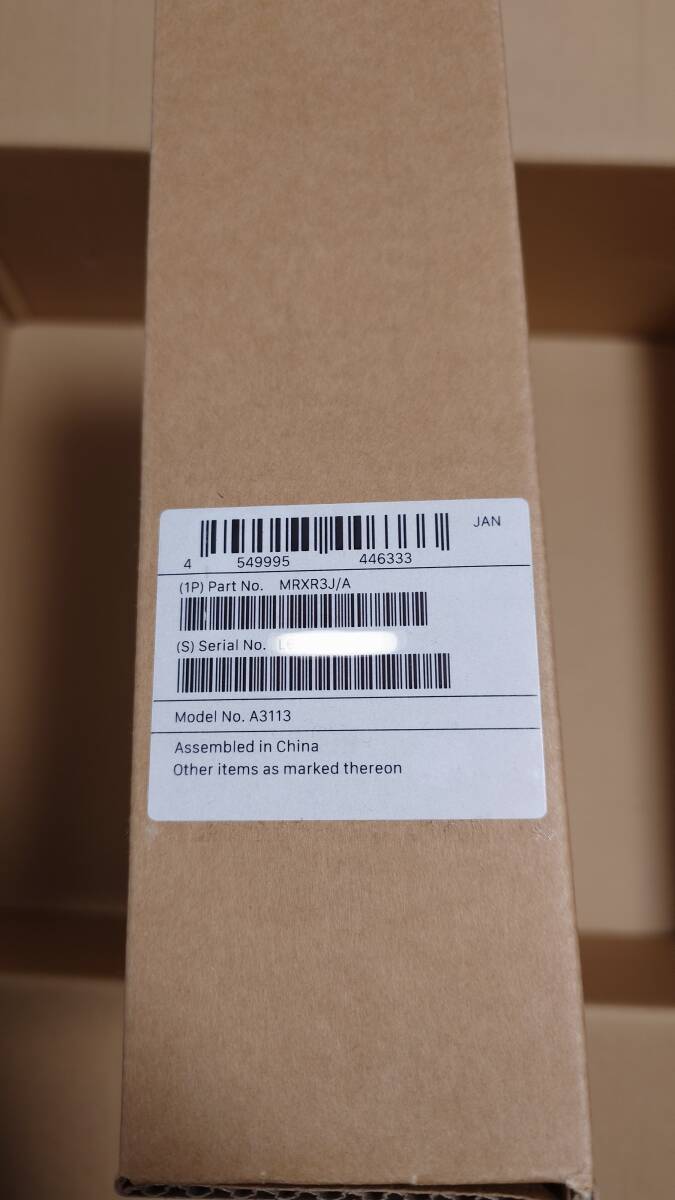 JAN
4 549995 446333
(1P) Part No. MRXR3J/A
(S) Serial No.
Model No. A3113
Assembled in China
Other items as marked thereon